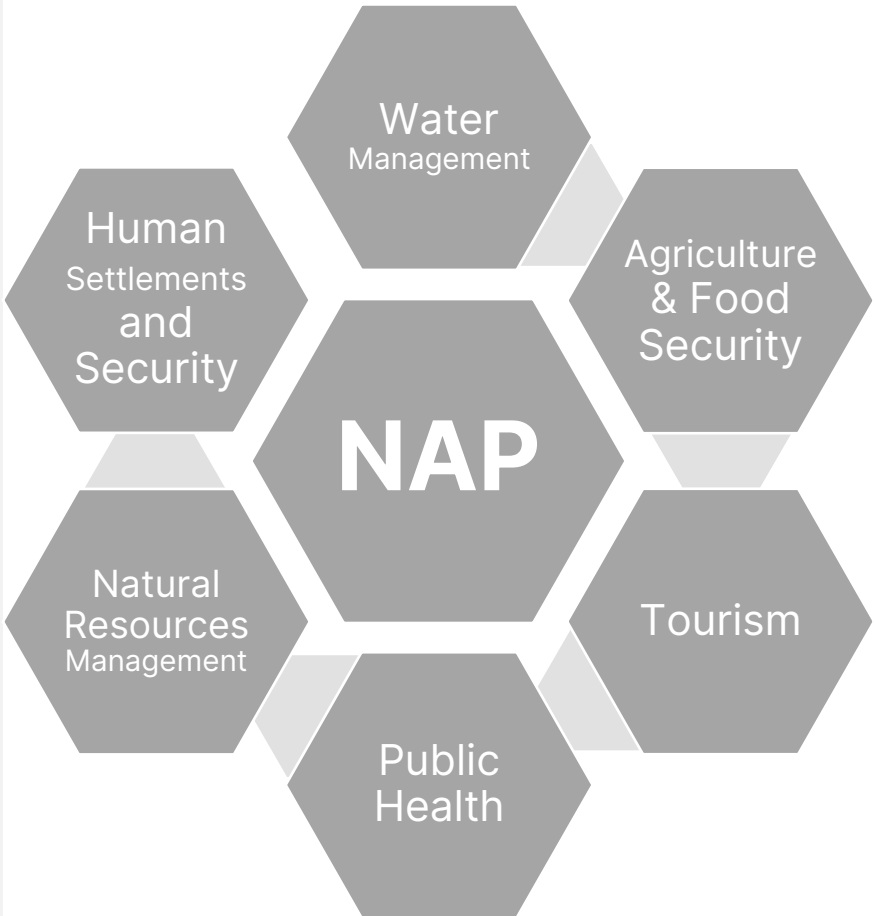 Water
Management
Agriculture
& Food
Security
Tourism
Public
Health
Natural
Resources
Management
Human
Settlements
and
Security
NAP